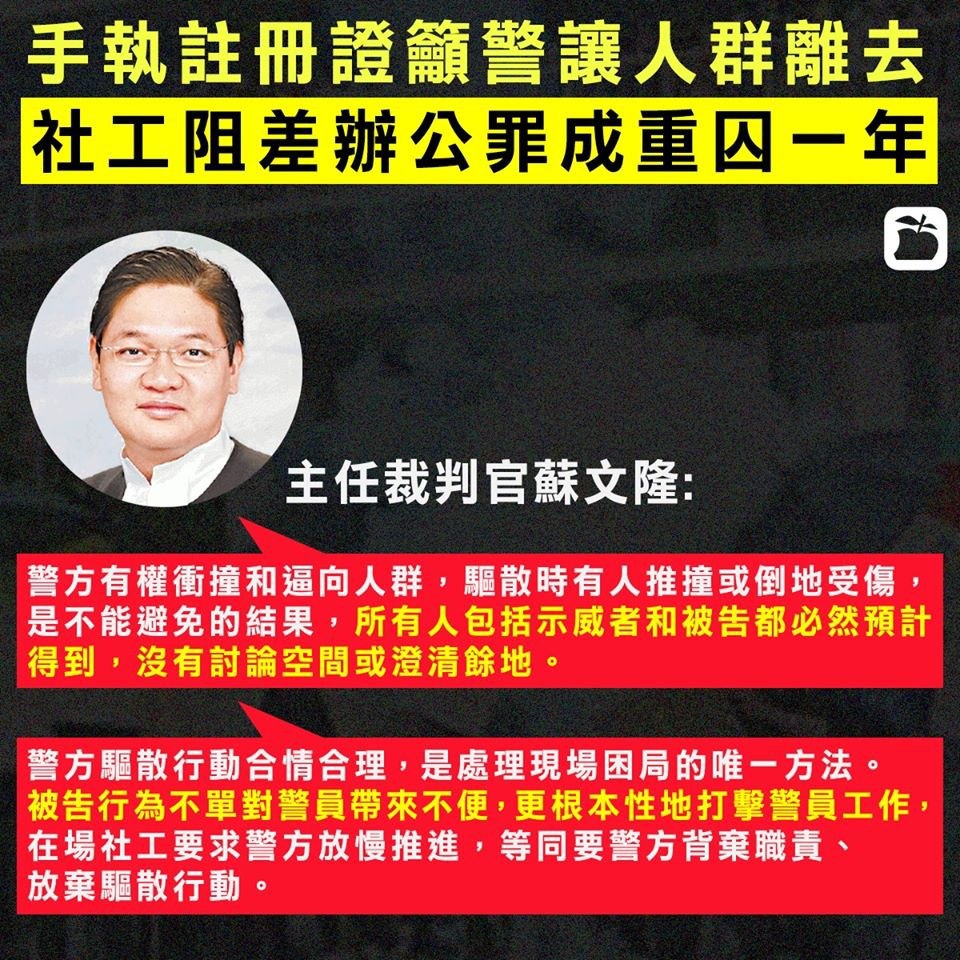 手執註冊證籲警讓人群離去
社工阻差辦公罪成重囚一年
主任裁判官蘇文隆:
警方有權衝撞和逼向人群，驅散時有人推撞或倒地受傷，
是不能避免的結果，所有人包括示威者和被告都必然預計
得到，沒有討論空間或澄清餘地。
警方驅散行動合情合理，是處理現場困局的唯一方法。
被告行為不單對警員帶來不便，更根本性地打擊警員工作，
在場社工要求警方放慢推進，等同要警方背棄職責、
放棄驅散行動。